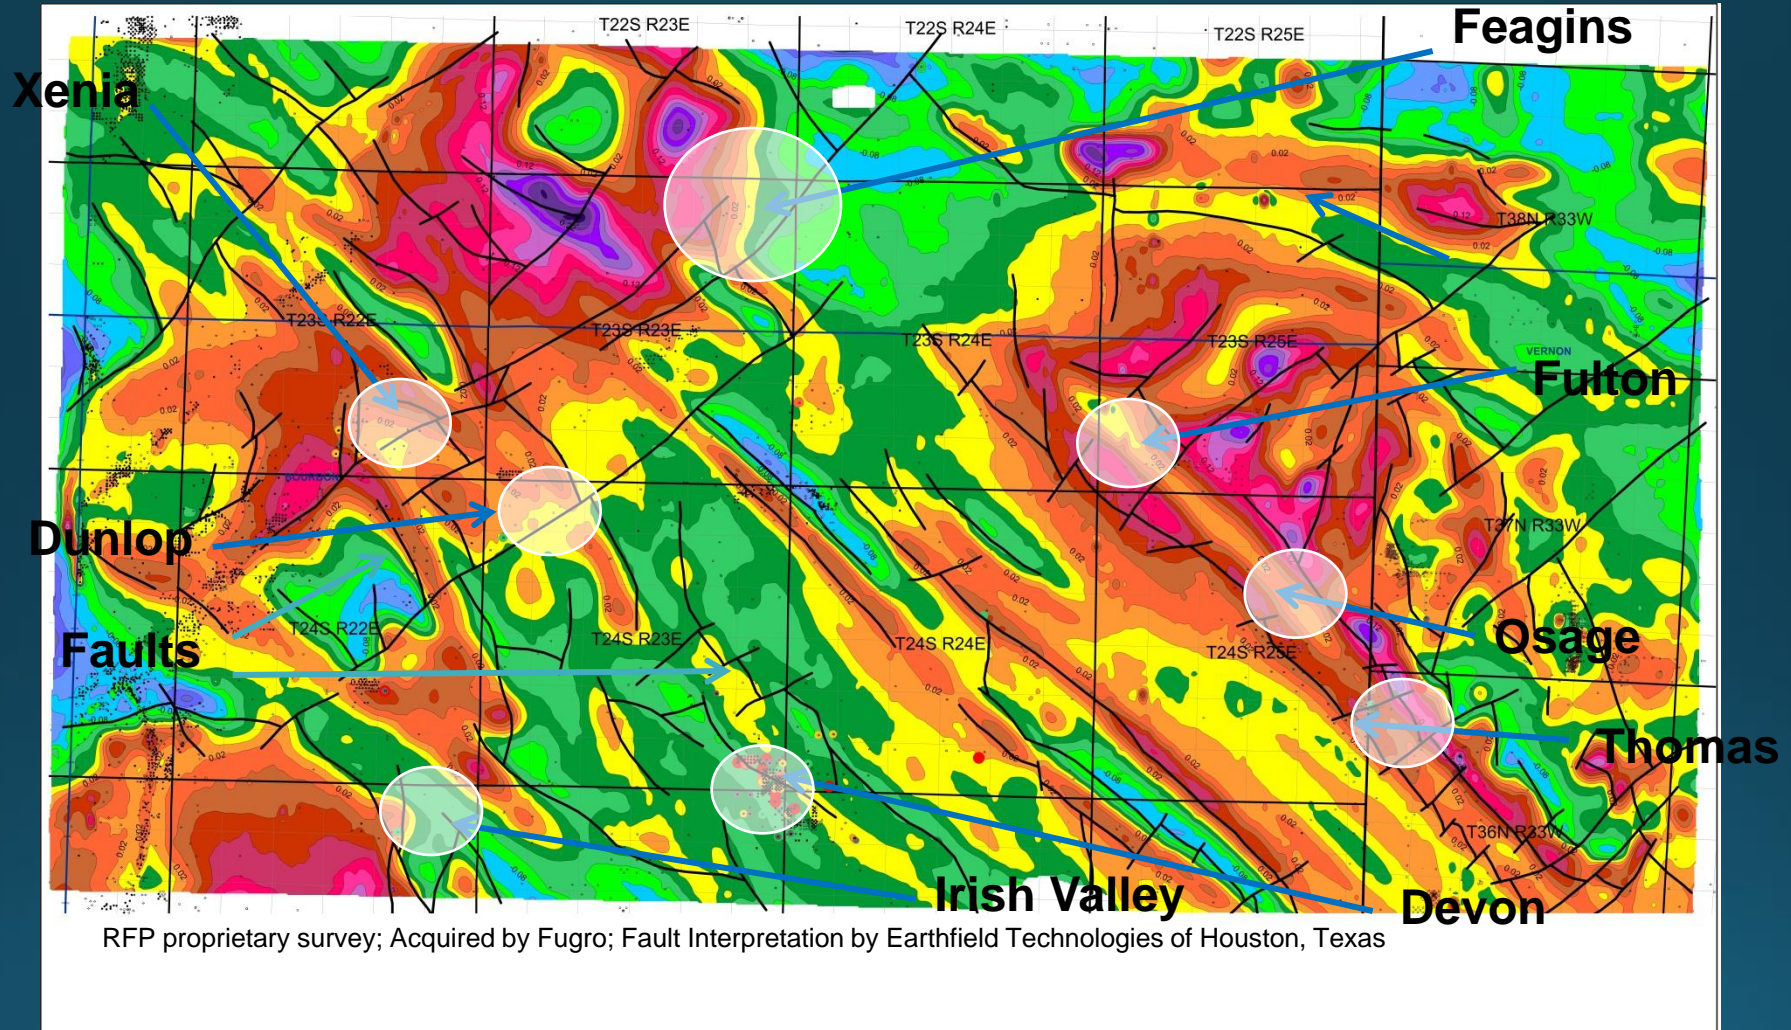 T22S R23E
T22S R24E
T22S R25E
Feagins
Xenia
T38N R33W
T23S R22E
T23S R23E
T23S R24E
T23S R25E
VERNON
Fulton
BOURBON
Dunlop
T37N R33W
T24S R22E
T24S R23E
T24S R24E
T24S R25E
Faults
Osage
Thomas
T36N R33W
Irish Valley
Devon
RFP proprietary survey; Acquired by Fugro; Fault Interpretation by Earthfield Technologies of Houston, Texas